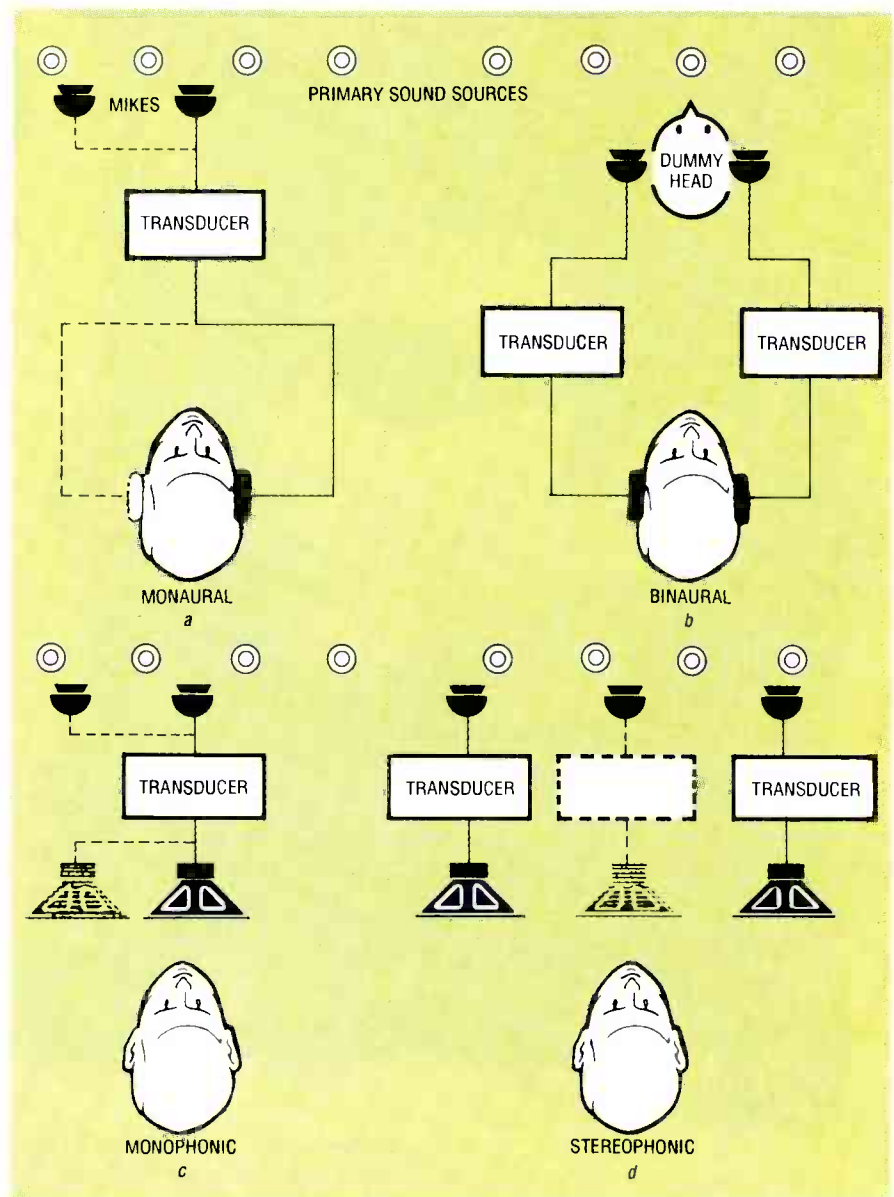 PRIMARY SOUND SOURCES
MIKES
TRANSDUCER
MONAURAL
a
DUMMY
HEAD
TRANSDUCER
TRANSDUCER
BINAURAL
b
TRANSDUCER
MONOPHONIC
c
TRANSDUCER
TRANSDUCER
STEREOPHONIC
d